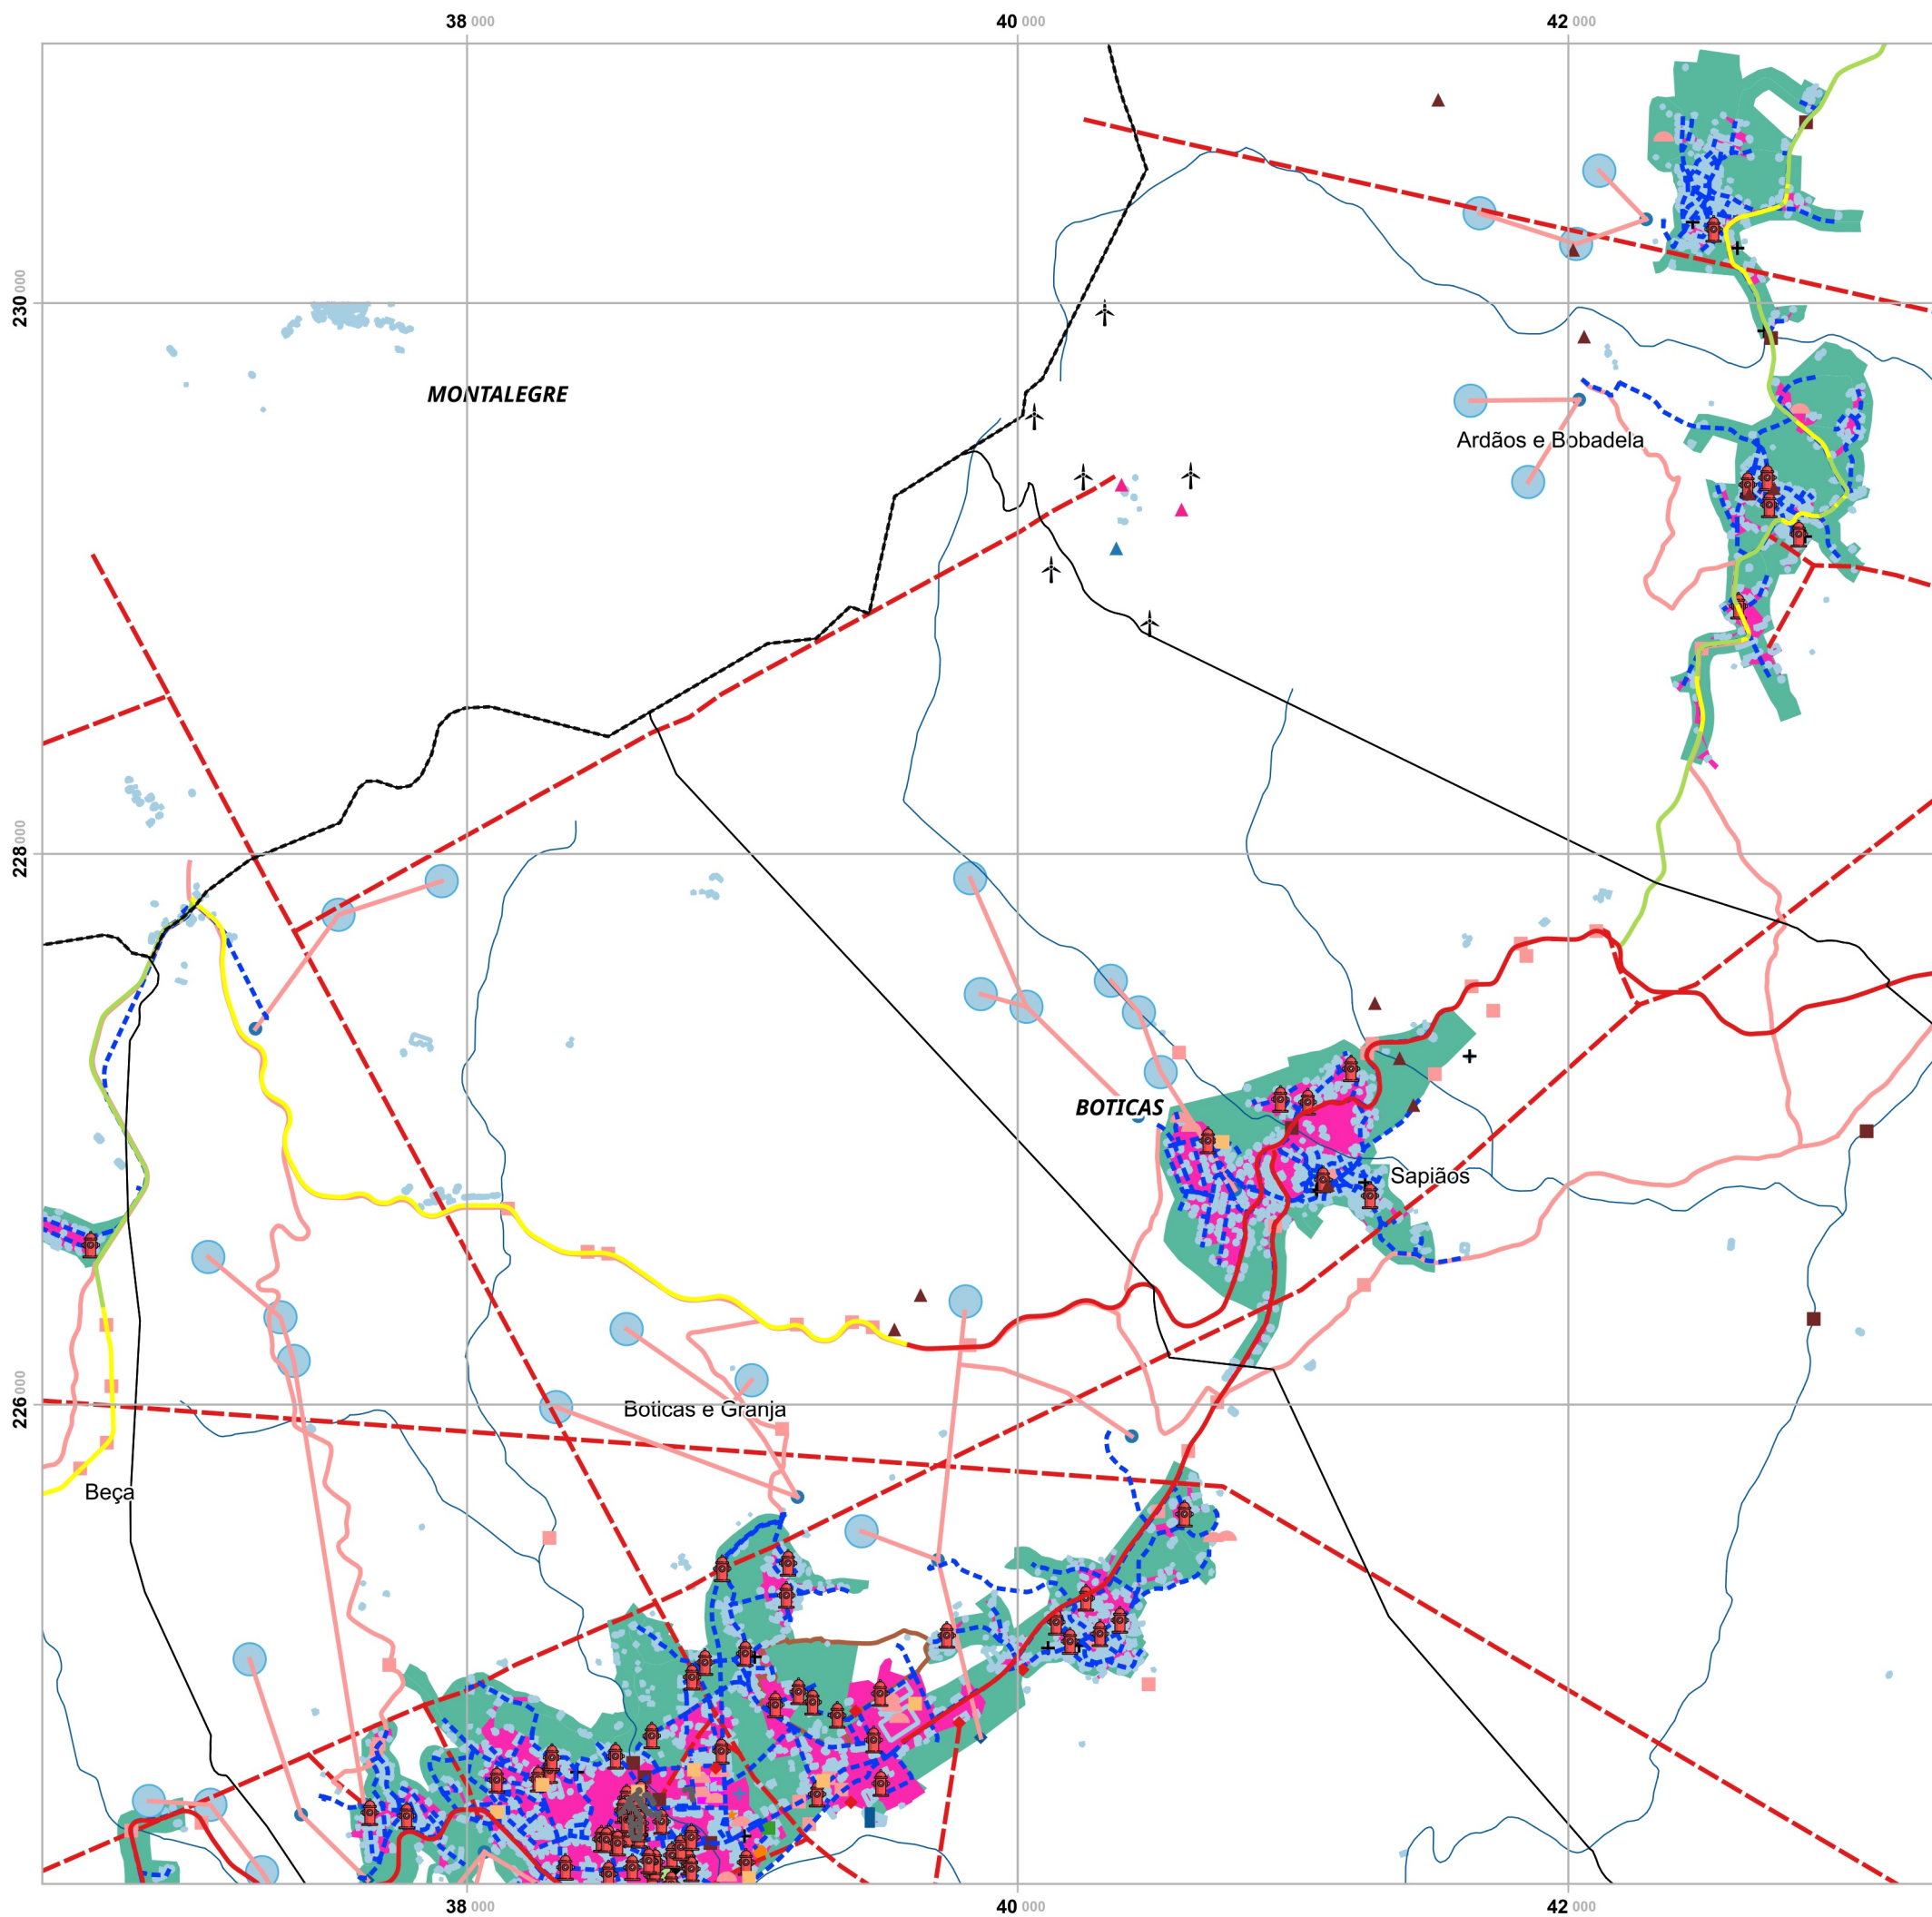 38 000
40 000
42 000
230 000
MONTALEGRE
Ardãos e Bobadela
228 000
BOTICAS
Sapiãos
226 000
Boticas e Granja
Beça
38 000
40 000
42 000